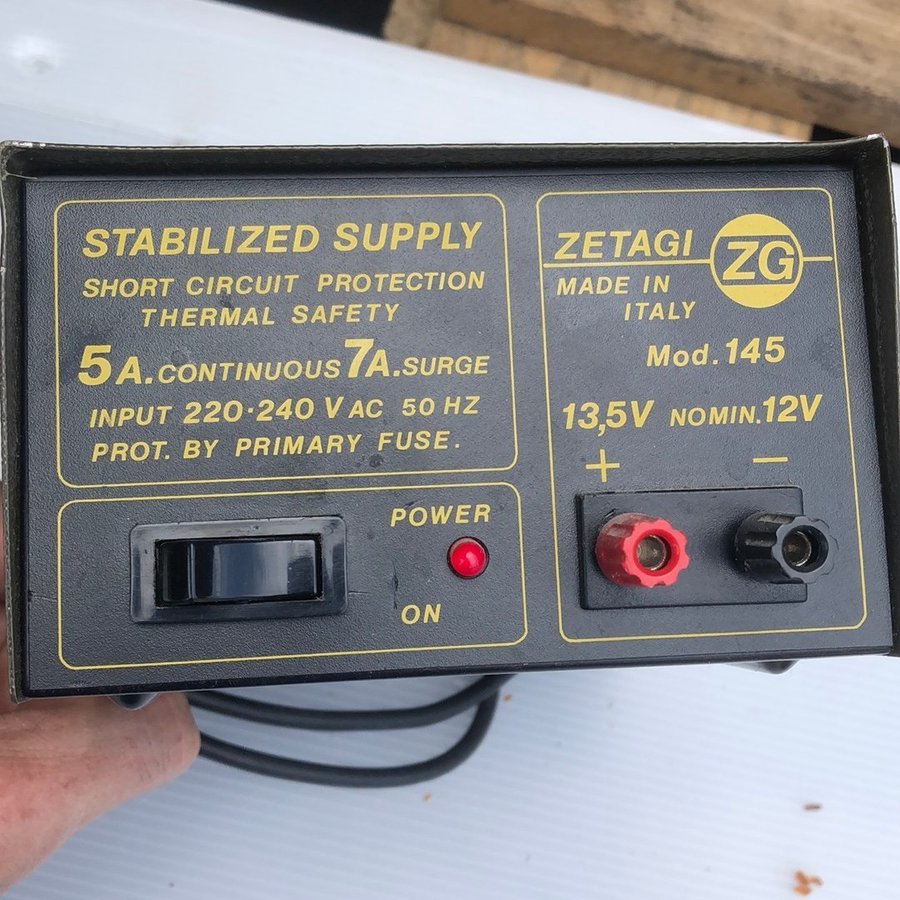 STABILIZED SUPPLY
SHORT CIRCUIT PROTECTION
THERMAL SAFETY
5A. CONTINUOUS 7A. SURGE
INPUT 220·240 V AC 50 HZ
PROT. BY PRIMARY FUSE.
POWER
ON
ZETAGI ZG
MADE IN
ITALY
Mod. 145
13,5V NOMIN. 12V
+ −